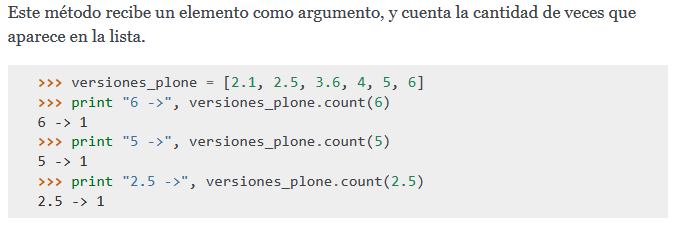 Este método recibe un elemento como argumento, y cuenta la cantidad de veces que
aparece en la lista.
>>> versiones_plone = [2.1, 2.5, 3.6, 4, 5, 6]
>>> print "6 ->", versiones_plone.count(6)
6 -> 1
>>> print "5 ->", versiones_plone.count(5)
5 -> 1
>>> print "2.5 ->", versiones_plone.count(2.5)
2.5 -> 1